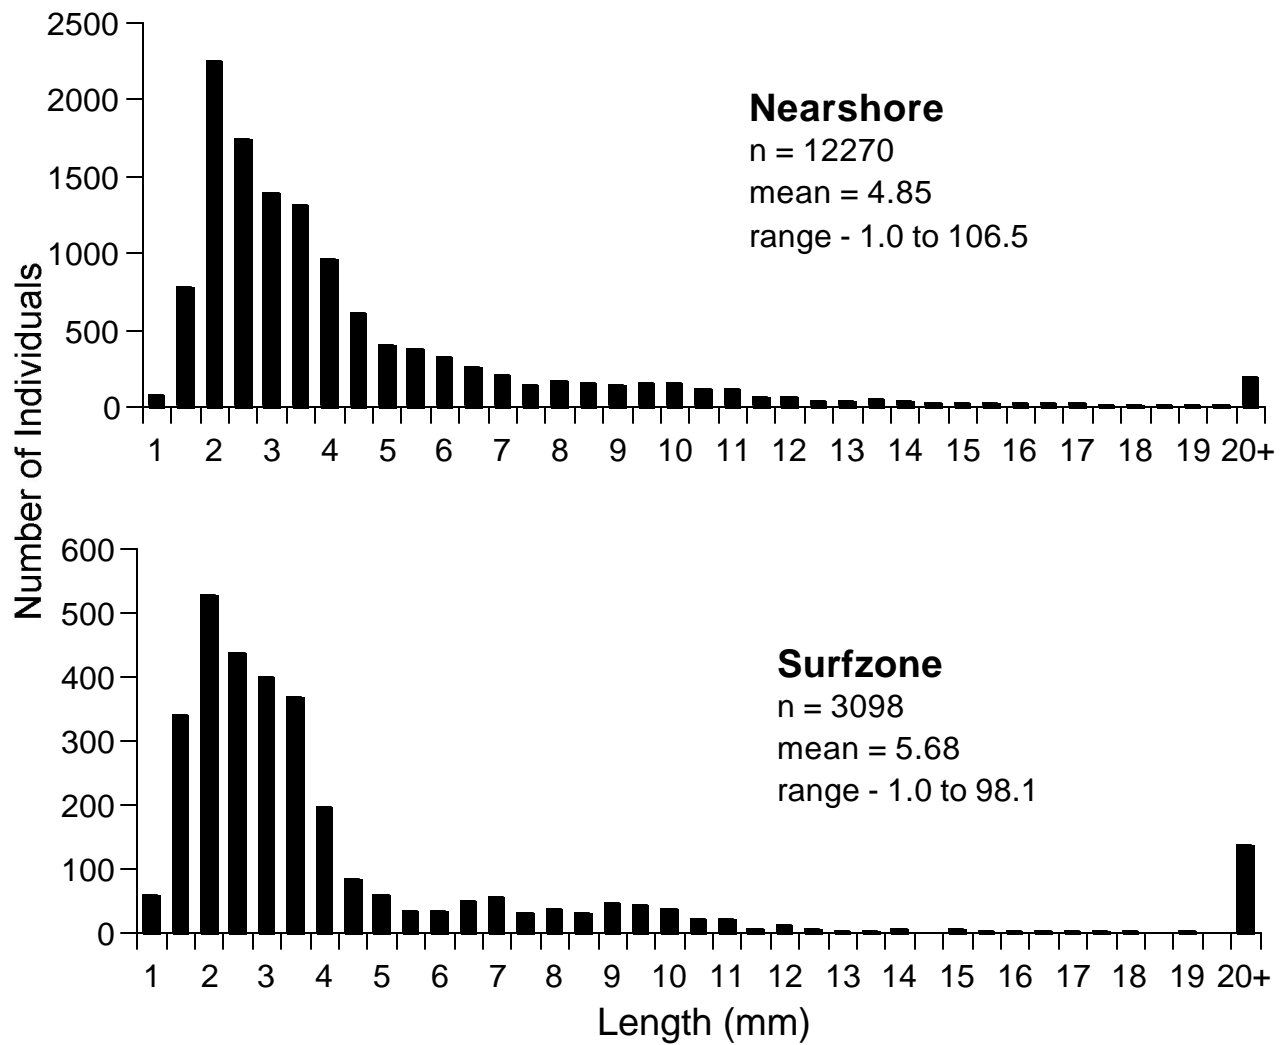 Number of Individuals
2500
2000
1500
1000
500
0
Nearshore
n = 12270
mean = 4.85
range - 1.0 to 106.5
1 2 3 4 5 6 7 8 9 10 11 12 13 14 15 16 17 18 19 20+
600
500
400
300
200
100
0
Surfzone
n = 3098
mean = 5.68
range - 1.0 to 98.1
1 2 3 4 5 6 7 8 9 10 11 12 13 14 15 16 17 18 19 20+
Length (mm)